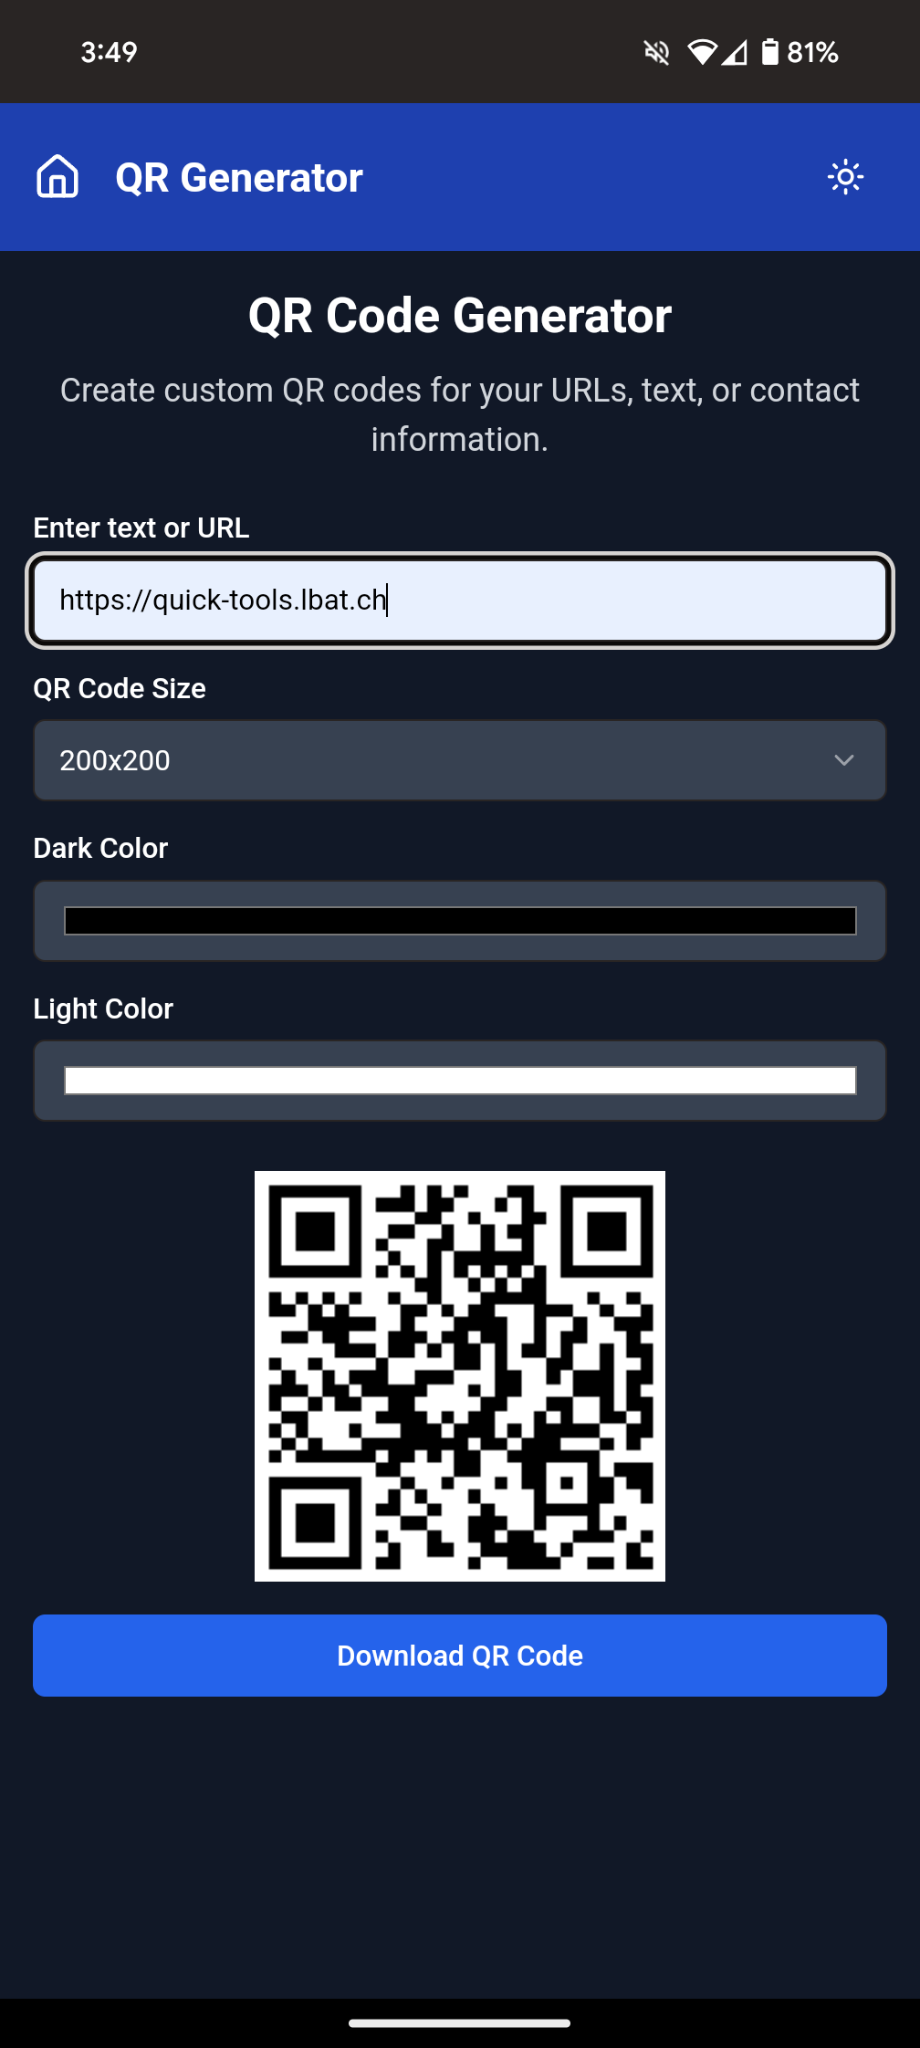 3:49
81%
QR Generator
QR Code Generator
Create custom QR codes for your URLs, text, or contact
information.
Enter text or URL
https://quick-tools.lbat.ch
QR Code Size
200x200
Dark Color
Light Color
Download QR Code